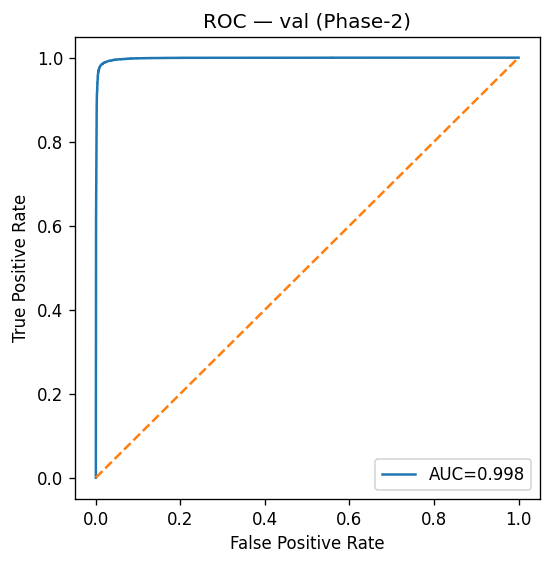 ROC — val (Phase-2)
1.0
0.8
0.6
0.4
0.2
0.0
True Positive Rate
AUC=0.998
0.0 0.2 0.4 0.6 0.8 1.0
False Positive Rate